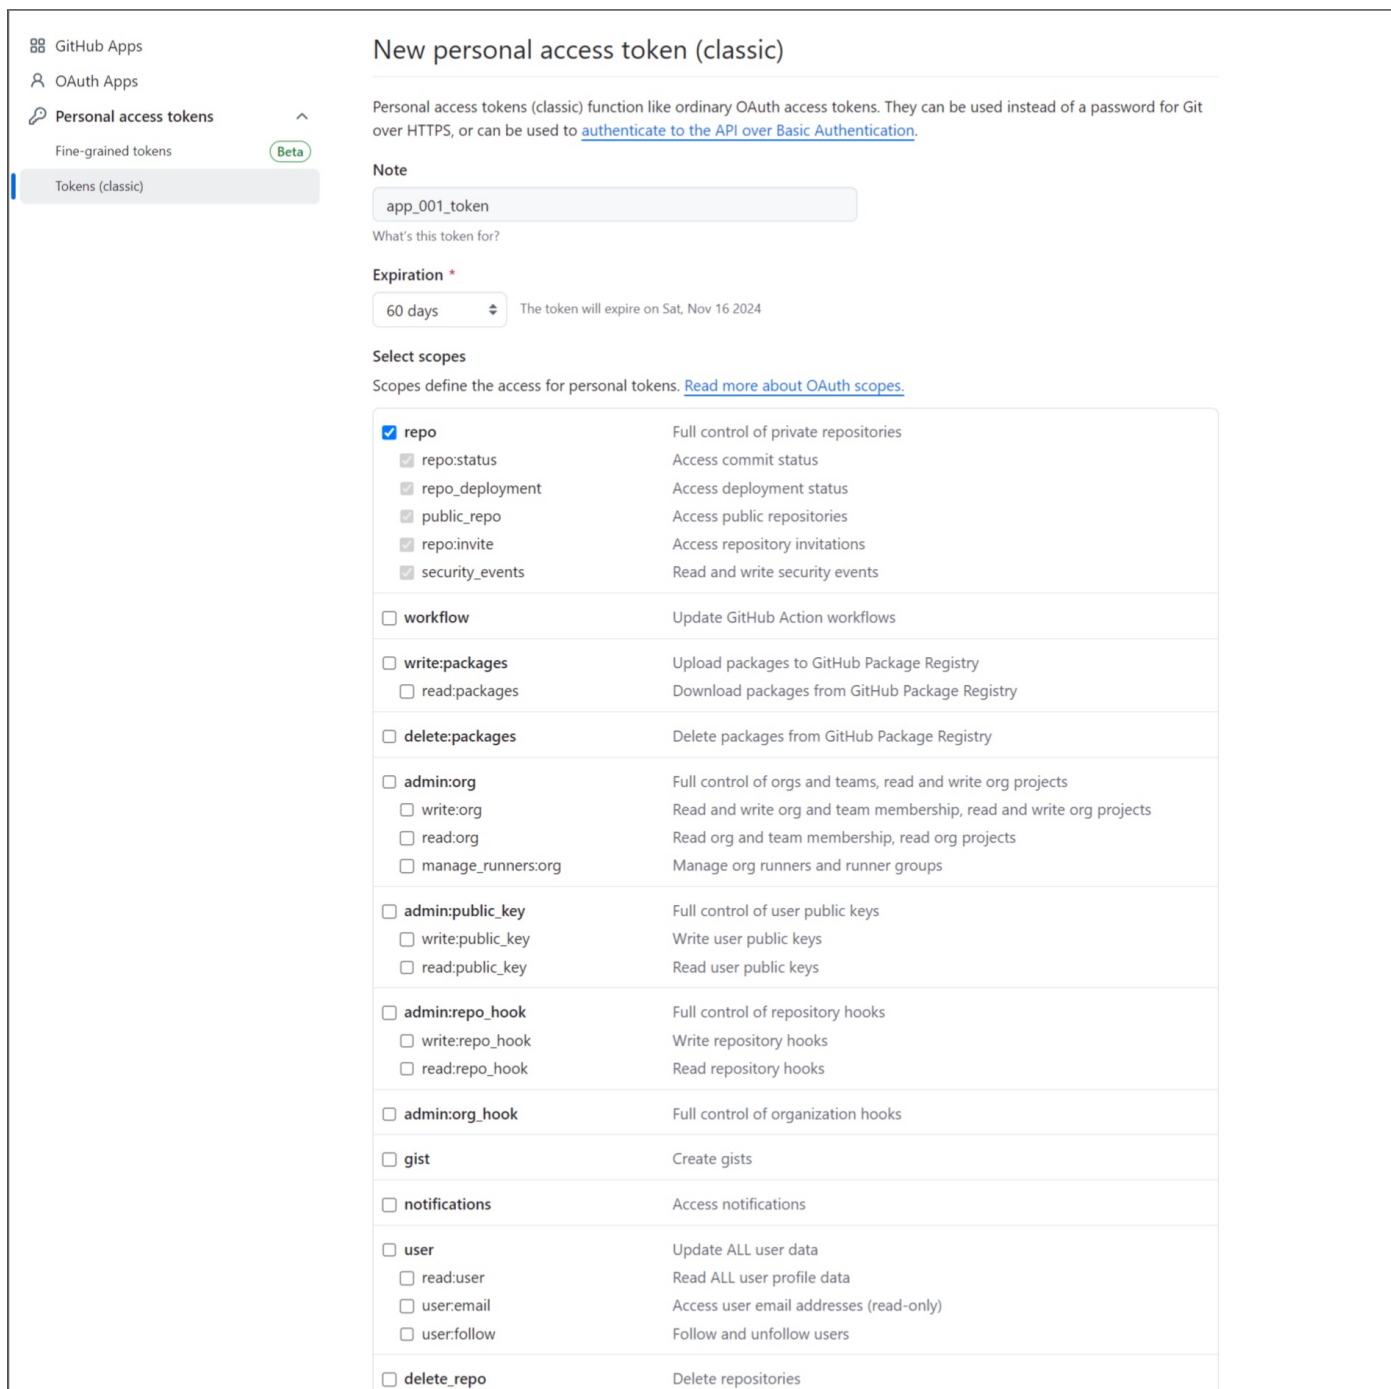 GitHub Apps
OAuth Apps
Personal access tokens
Fine-grained tokens
Beta
Tokens (classic)
New personal access token (classic)
Personal access tokens (classic) function like ordinary OAuth access tokens. They can be used instead of a password for Git
over HTTPS, or can be used to authenticate to the API over Basic Authentication.
Note
app_001_token
What's this token for?
Expiration *
60 days
The token will expire on Sat, Nov 16 2024
Select scopes
Scopes define the access for personal tokens. Read more about OAuth scopes.
repo Full control of private repositories
repo:status Access commit status
repo_deployment Access deployment status
public_repo Access public repositories
repo:invite Access repository invitations
security_events Read and write security events
workflow Update GitHub Action workflows
write:packages Upload packages to GitHub Package Registry
read:packages Download packages from GitHub Package Registry
delete:packages Delete packages from GitHub Package Registry
admin:org Full control of orgs and teams, read and write org projects
write:org Read and write org and team membership, read and write org projects
read:org Read org and team membership, read org projects
manage_runners:org Manage org runners and runner groups
admin:public_key Full control of user public keys
write:public_key Write user public keys
read:public_key Read user public keys
admin:repo_hook Full control of repository hooks
write:repo_hook Write repository hooks
read:repo_hook Read repository hooks
admin:org_hook Full control of organization hooks
gist Create gists
notifications Access notifications
user Update ALL user data
read:user Read ALL user profile data
user:email Access user email addresses (read-only)
user:follow Follow and unfollow users
delete_repo Delete repositories